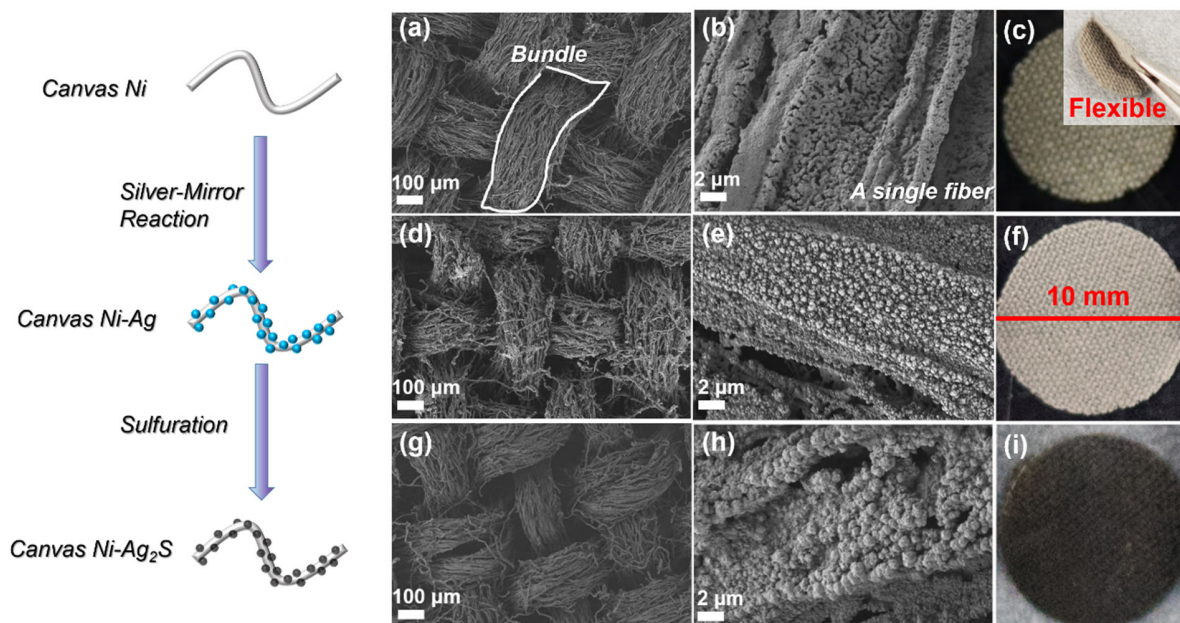 Canvas Ni
Silver-Mirror
Reaction
Canvas Ni-Ag
Sulfuration
Canvas Ni-Ag₂S
(a)
Bundle
100 µm
(b)
2 µm
A single fiber
(c)
Flexible
(d)
100 µm
(e)
2 µm
(f)
10 mm
(g)
100 µm
(h)
2 µm
(i)